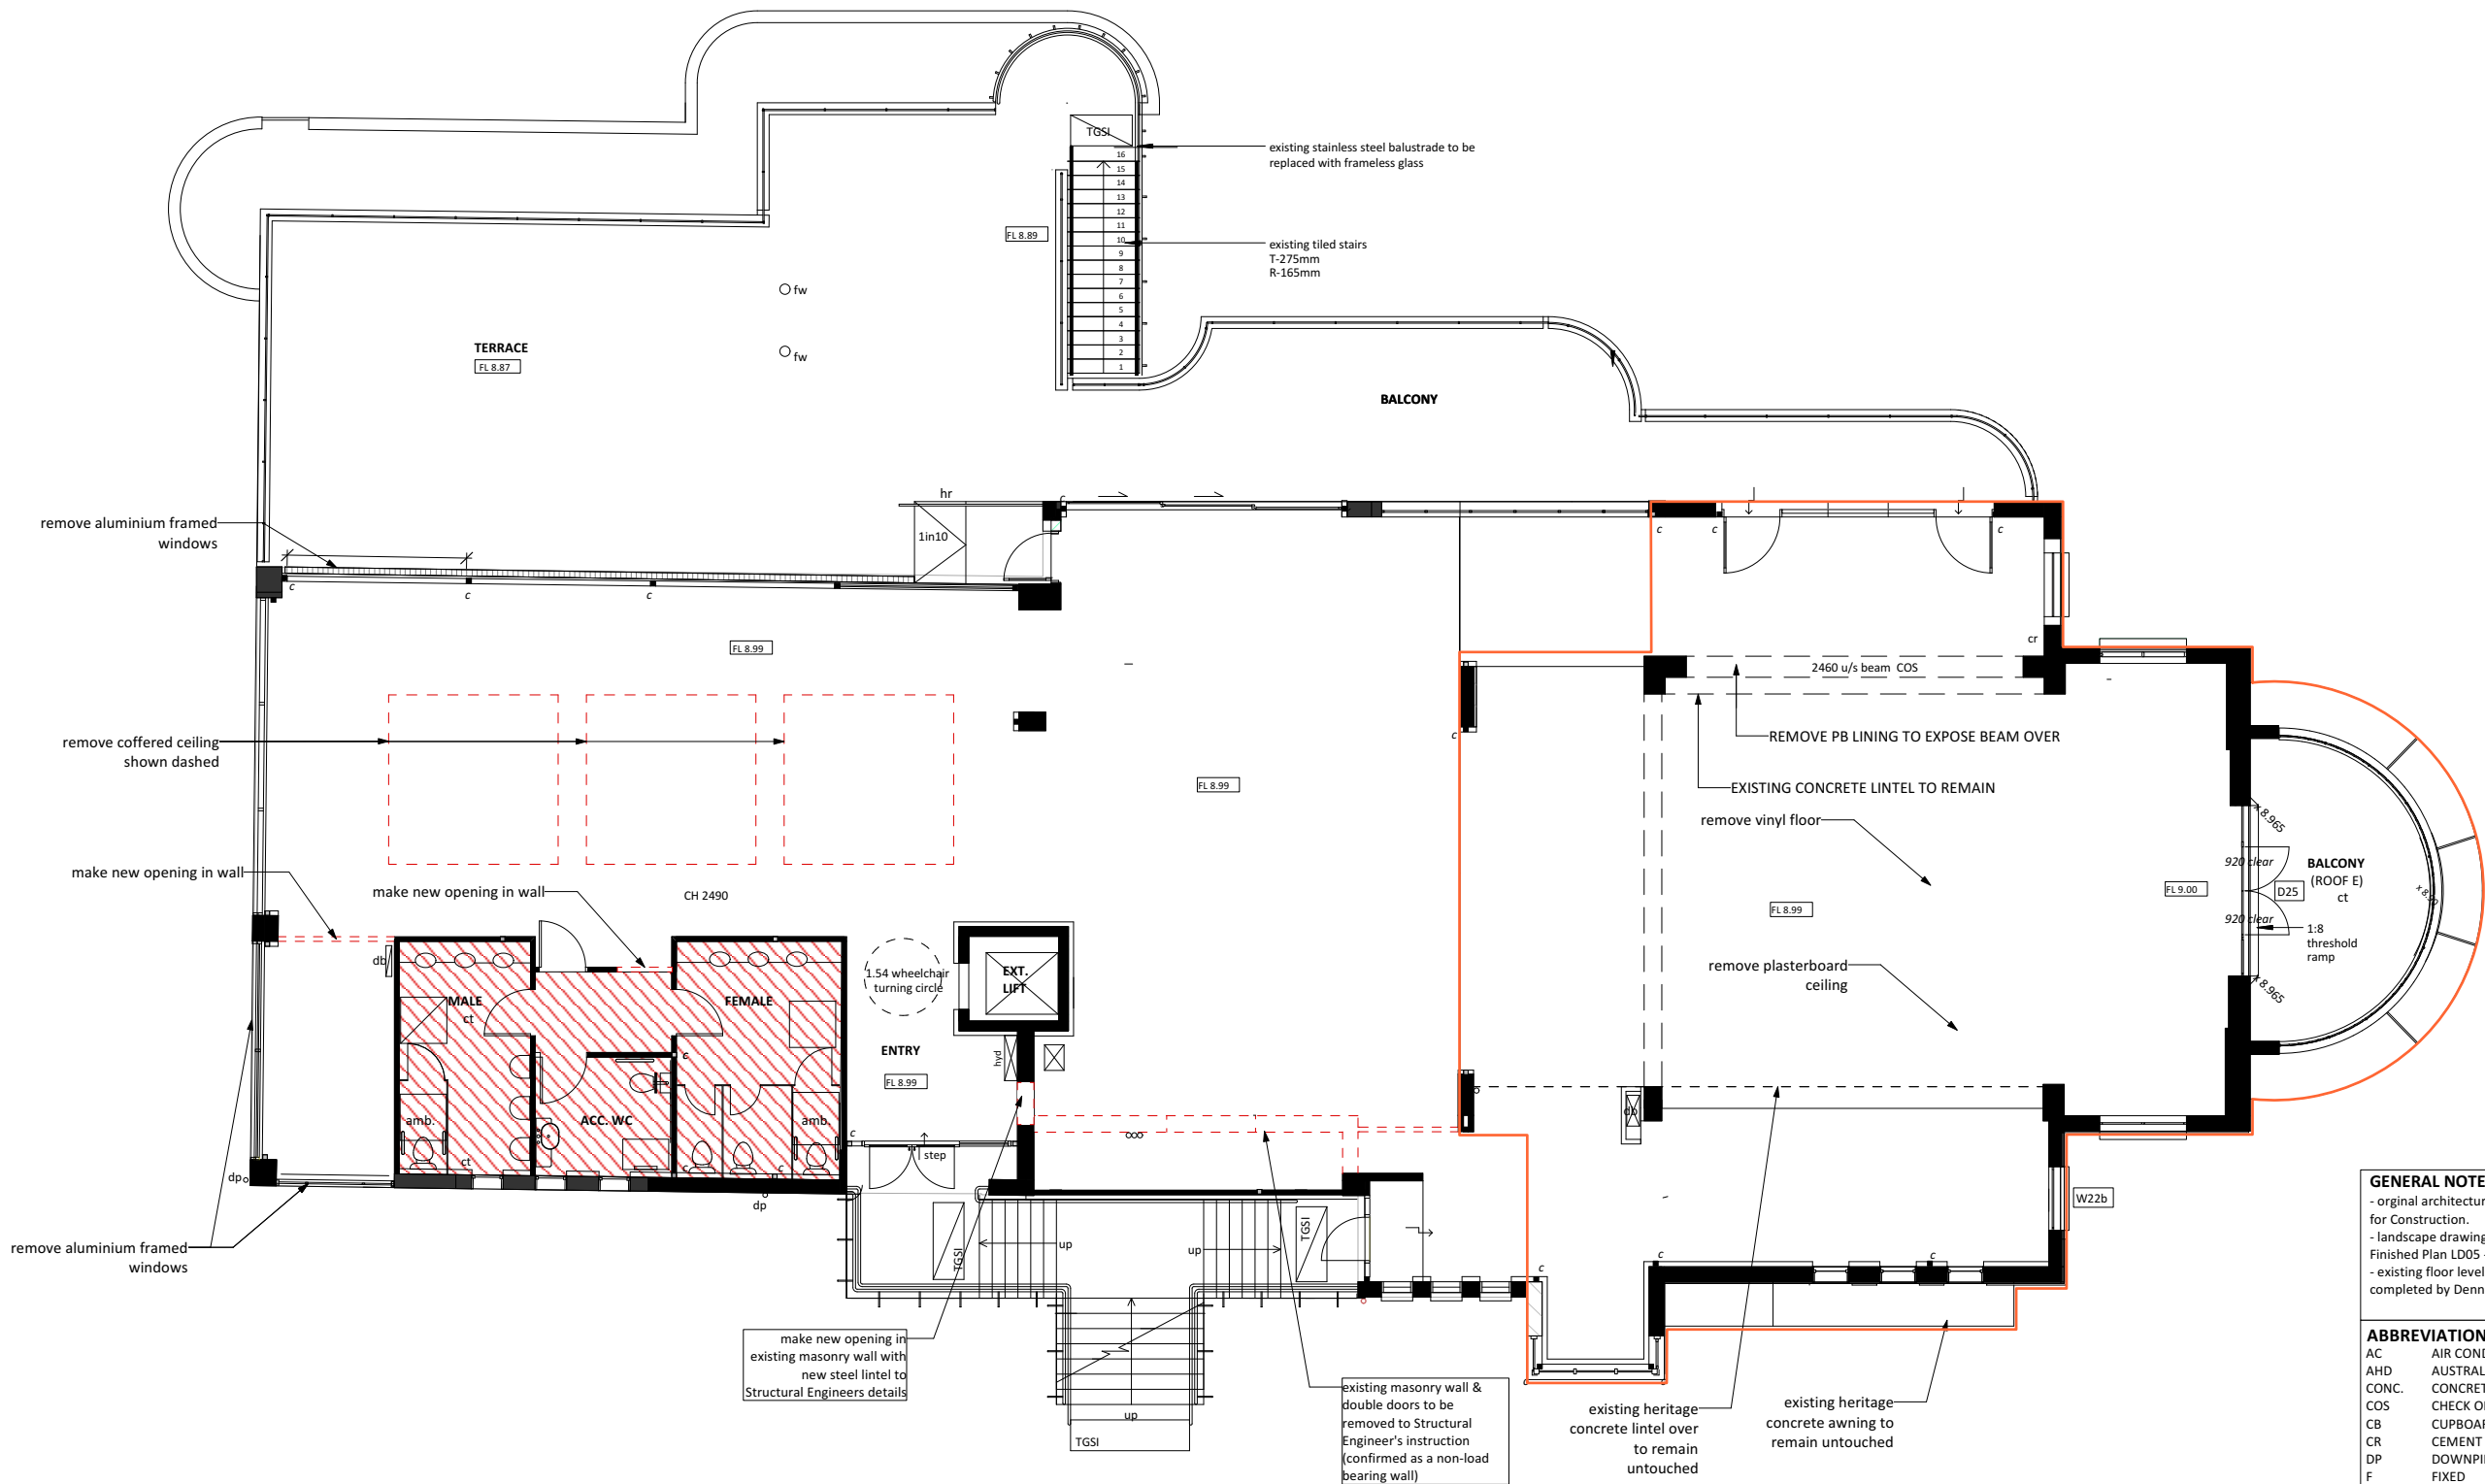 TGSI
16
15
14
13
12
11
10
9
8
7
6
5
4
3
2
1
existing stainless steel balustrade to be
replaced with frameless glass
existing tiled stairs
T-275mm
R-165mm
FL 8.89
fw
fw
TERRACE
FL 8.87
BALCONY
hr
1in10
c
c
c
c
c
c
c
remove aluminium framed
windows
FL 8.99
cr
2460 u/s beam  COS
remove coffered ceiling
shown dashed
c
REMOVE PB LINING TO EXPOSE BEAM OVER
FL 8.99
EXISTING CONCRETE LINTEL TO REMAIN
remove vinyl floor
x 8.965
920 clear
BALCONY
(ROOF E)
ct
D25
FL 9.00
920 clear
1:8
threshold
ramp
x 8.965
make new opening in wall
make new opening in wall
CH 2490
FL 8.99
db
1.54 wheelchair
turning circle
EXT.
LIFT
remove plasterboard
ceiling
MALE
ct
FEMALE
ENTRY
FL 8.99
hyd
c
amb.
ACC. WC
amb.
db
c
step
ct
c
c
dp
dp
TGSI
up
up
TGSI
W22b
c
c
c
remove aluminium framed
windows
make new opening in
existing masonry wall with
new steel lintel to
Structural Engineers details
up
TGSI
existing masonry wall &
double doors to be
removed to Structural
Engineer's instruction
(confirmed as a non-load
bearing wall)
existing heritage
concrete lintel over
to remain
untouched
existing heritage
concrete awning to
remain untouched
GENERAL NOTE
- orginal architectur
for Construction.
- landscape drawing
Finished Plan LD05 -
- existing floor level
completed by Denn
ABBREVIATION
AC AIR COND
AHD AUSTRAL
CONC. CONCRET
COS CHECK O
CB CUPBOAR
CR CEMENT
DP DOWNPI
F FIXED